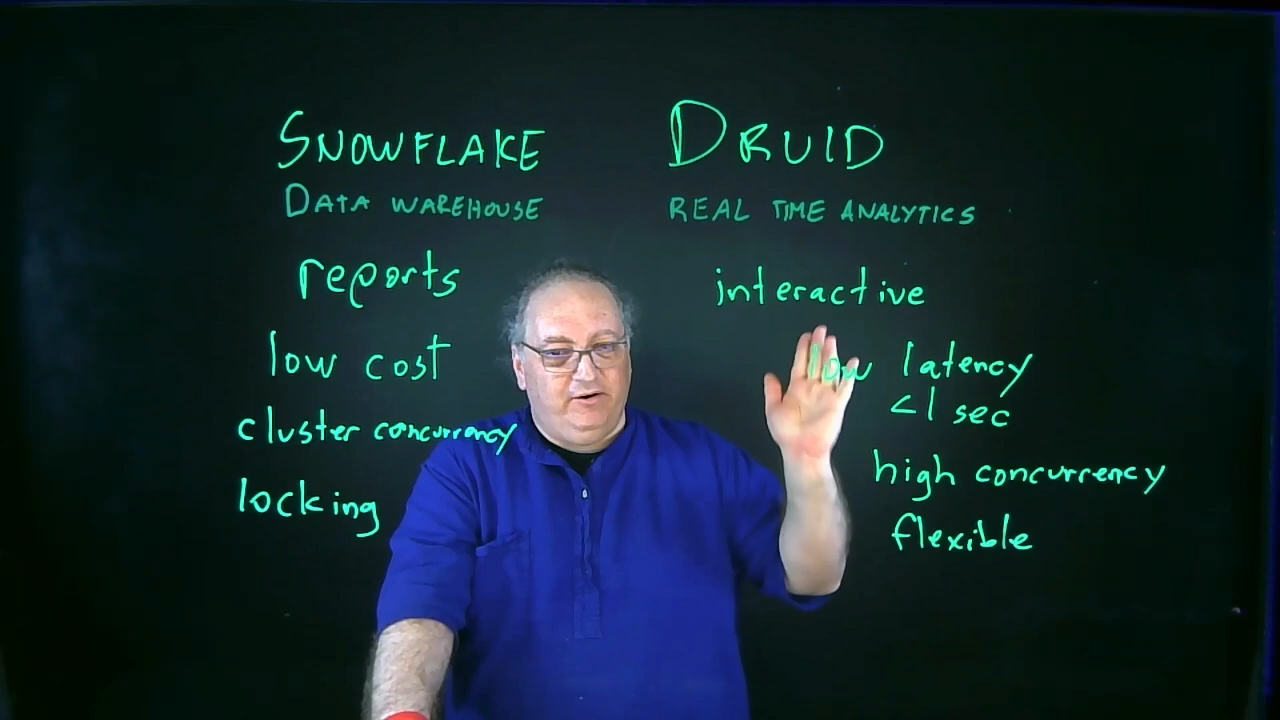 SNOWFLAKE
DATA WAREHOUSE
reports
low cost
cluster concurrency
locking
DRUID
REAL TIME ANALYTICS
interactive
low latency
<1 sec
high concurrency
flexible